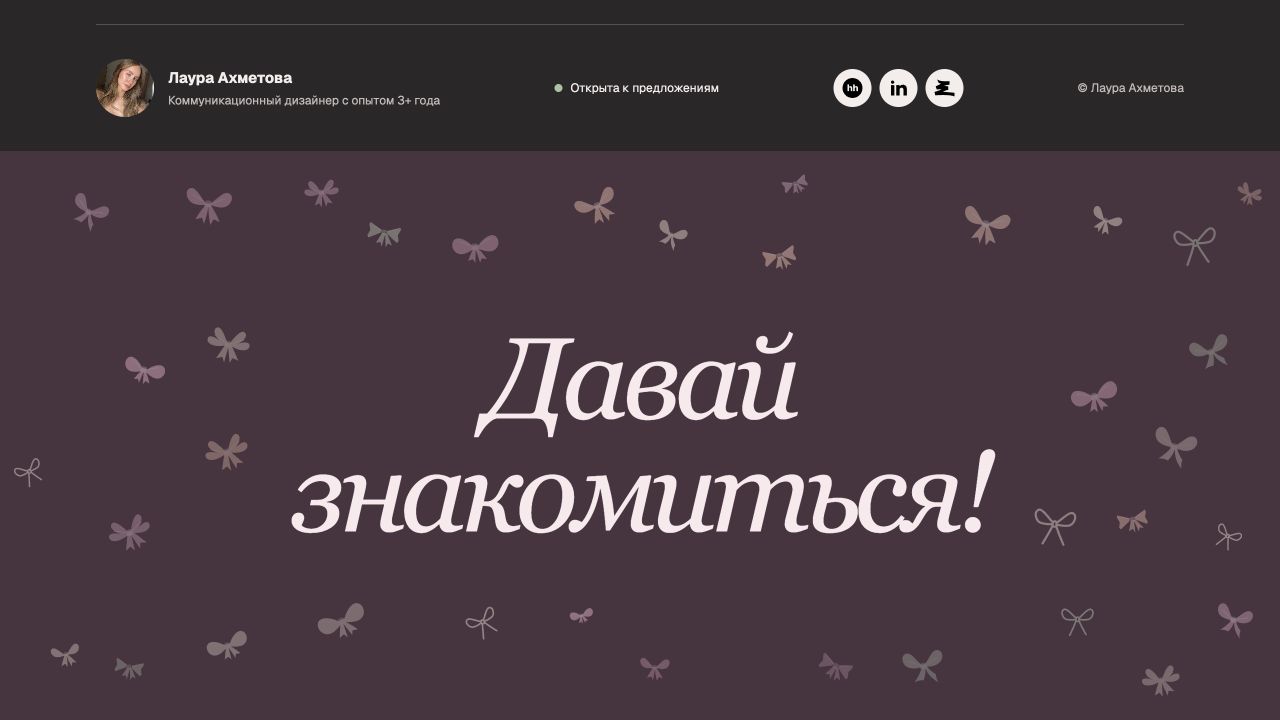 Лаура Ахметова
Коммуникационный дизайнер с опытом 3+ года
Открыта к предложениям
hh
in
© Лаура Ахметова
Давай
знакомиться!